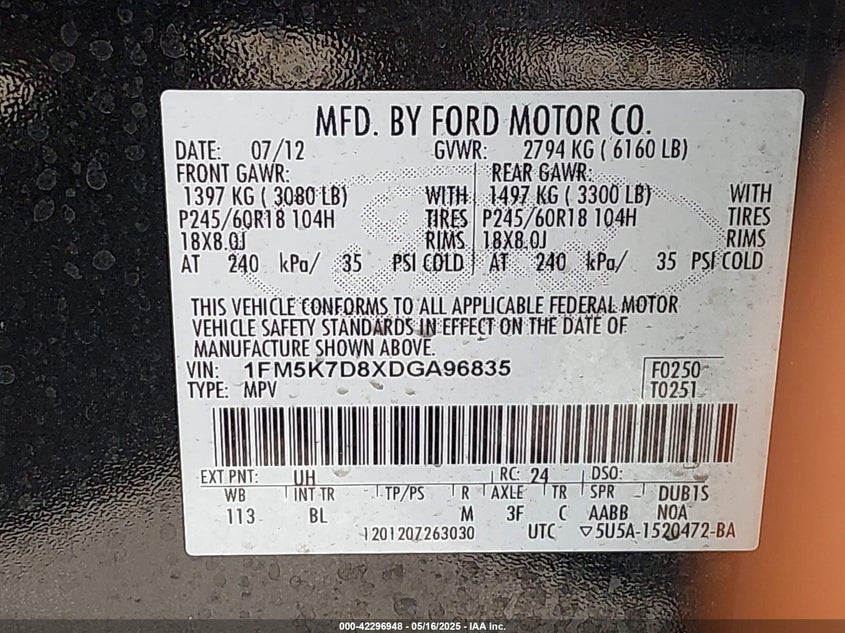 MFD. BY FORD MOTOR CO.
DATE: 07/12 GVWR: 2794 KG ( 6160 LB)
FRONT GAWR: REAR GAWR:
1397 KG ( 3080 LB) WITH 1497 KG ( 3300 LB) WITH
P245/60R18 104H TIRES P245/60R18 104H TIRES
18X8.0J RIMS 18X8.0J RIMS
AT 240 kPa/ 35 PSI COLD AT 240 kPa/ 35 PSI COLD
THIS VEHICLE CONFORMS TO ALL APPLICABLE FEDERAL MOTOR
VEHICLE SAFETY STANDARDS IN EFFECT ON THE DATE OF
MANUFACTURE SHOWN ABOVE.
VIN: 1FM5K7D8XDGA96835 F0250
TYPE: MPV T0251
EXT PNT: UH RC: 24 DSO:
WB INT TR TP/PS R AXLE TR SPR DUB1S
113 BL M 3F C AABB N0A
1201207263030 UTC ▽5U5A-1520472-BA
000-42296948 - 05/16/2025 - IAA Inc.